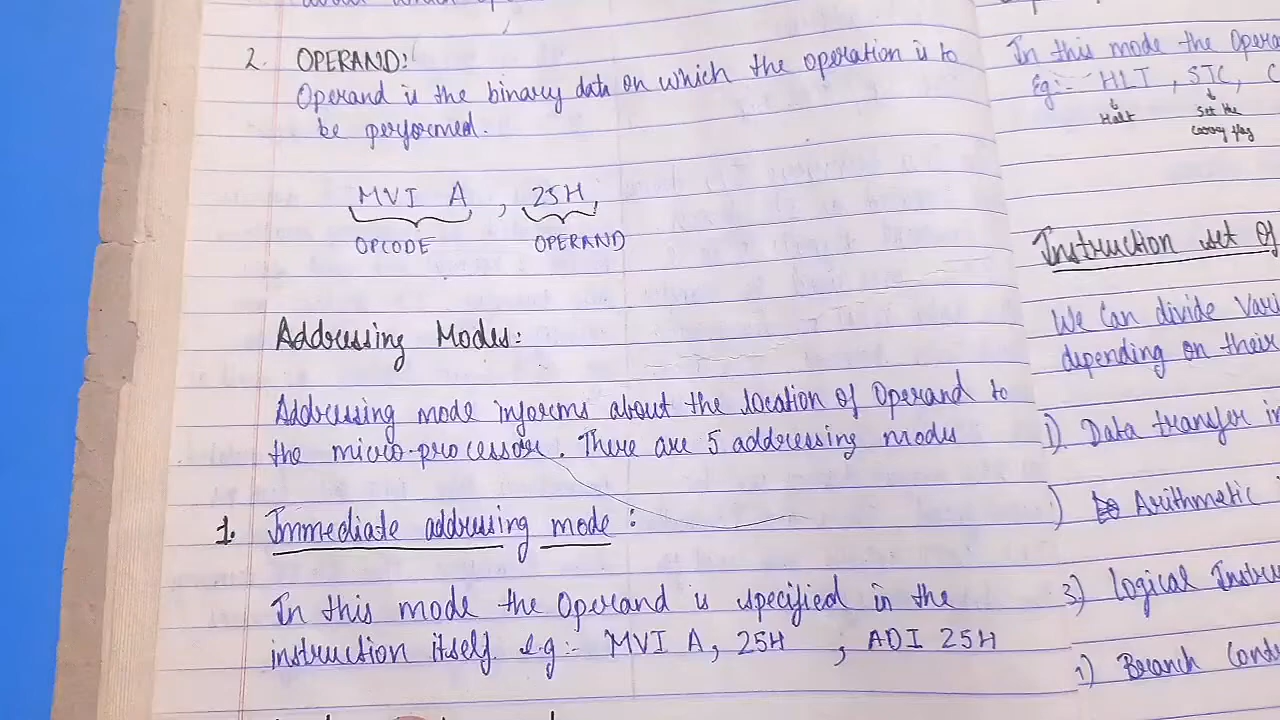 2. OPERAND:
Operand is the binary data on which the operation is to
be performed.
MVI A , 25H
OPCODE OPERAND
Addressing Modes:
Addressing mode informs about the location of Operand to
the micro-processor. There are 5 addressing modes
1. Immediate addressing mode :
In this mode the Operand is specified in the
instruction itself. e.g:- MVI A, 25H , ADI 25H
In this mode the Opera
Eg:- HLT , STC, C
Halt Set the
carry flag
Instruction set of
We Can divide Vari
depending on their
1). Data transfer in
) Arithmetic
3) Logical Instru
1) Branch Cont